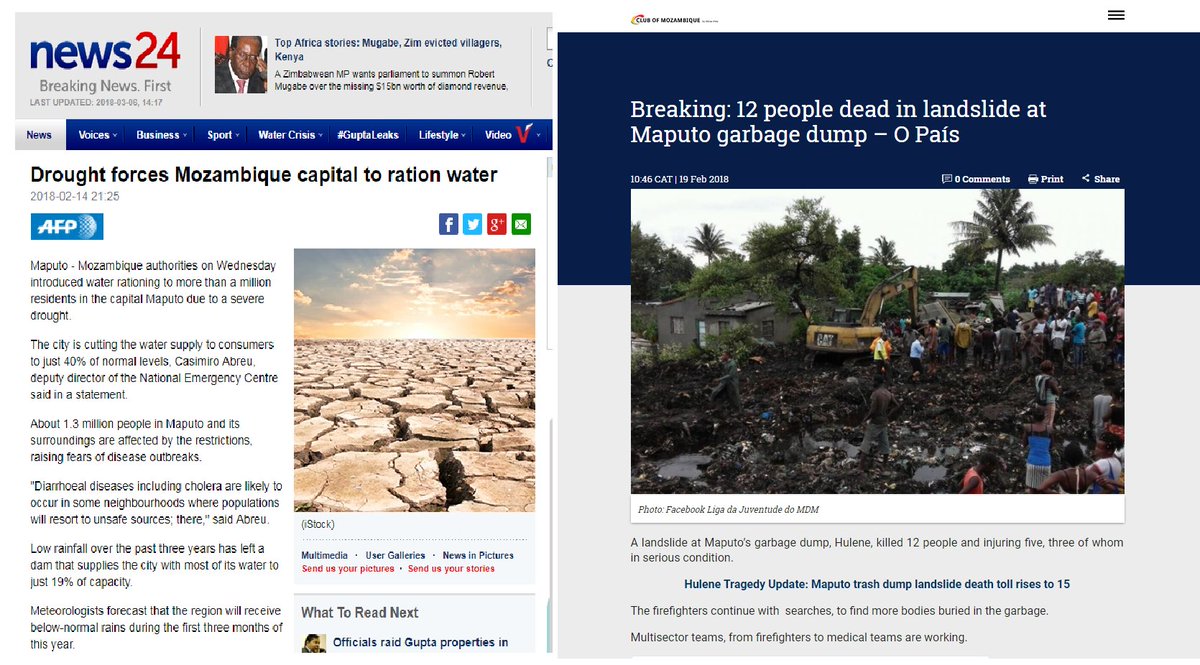 news24
Breaking News. First
LAST UPDATED: 2018-03-06, 14:17
Top Africa stories: Mugabe, Zim evicted villagers,
Kenya
A Zimbabwean MP wants parliament to summon Robert
Mugabe over the missing $15bn worth of diamond revenue,
News
Voices
Business
Sport
Water Crisis
#GuptaLeaks
Lifestyle
Video
Drought forces Mozambique capital to ration water
2018-02-14 21:25
AFP
Maputo - Mozambique authorities on Wednesday
introduced water rationing to more than a million
residents in the capital Maputo due to a severe
drought.
The city is cutting the water supply to consumers
to just 40% of normal levels, Casimiro Abreu,
deputy director of the National Emergency Centre
said in a statement.
About 1.3 million people in Maputo and its
surroundings are affected by the restrictions,
raising fears of disease outbreaks.
"Diarrhoeal diseases including cholera are likely to
occur in some neighbourhoods where populations
will resort to unsafe sources; there," said Abreu.
Low rainfall over the past three years has left a
dam that supplies the city with most of its water to
just 19% of capacity.
Meteorologists forecast that the region will receive
below-normal rains during the first three months of
this year.
(iStock)
Multimedia · User Galleries · News in Pictures
Send us your pictures · Send us your stories
What To Read Next
Officials raid Gupta properties in
CLUB OF MOZAMBIQUE
Breaking: 12 people dead in landslide at
Maputo garbage dump – O País
10:46 CAT | 19 Feb 2018
0 Comments
Print
Share
CAT
Photo: Facebook Liga da Juventude do MDM
A landslide at Maputo's garbage dump, Hulene, killed 12 people and injuring five, three of whom
in serious condition.
Hulene Tragedy Update: Maputo trash dump landslide death toll rises to 15
The firefighters continue with searches, to find more bodies buried in the garbage.
Multisector teams, from firefighters to medical teams are working.